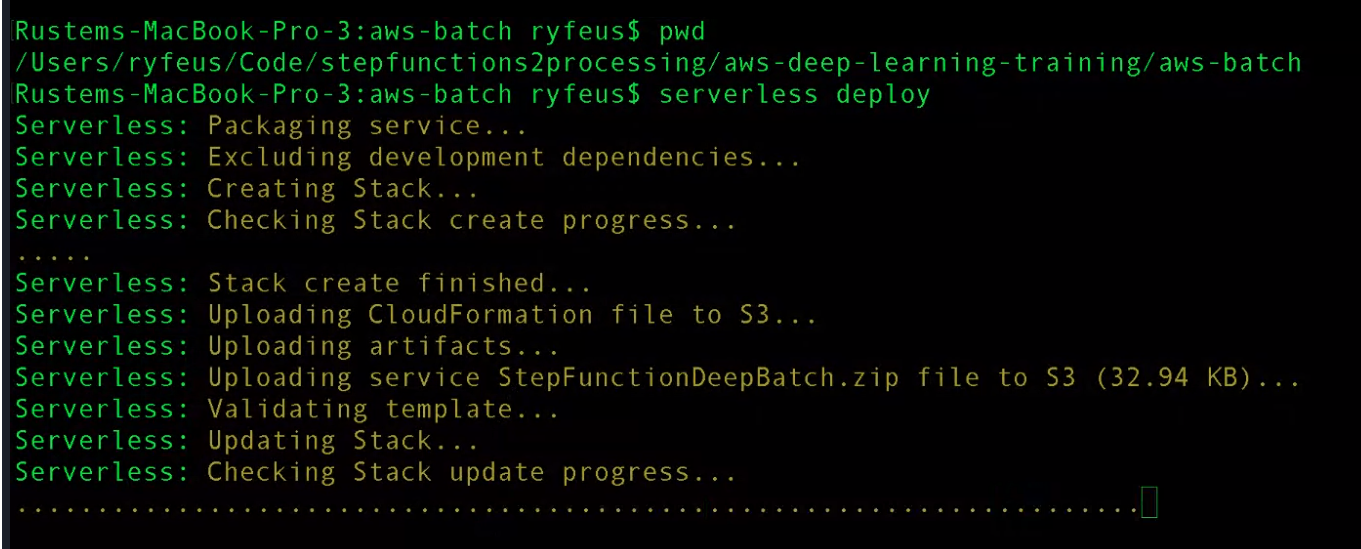 Rustems-MacBook-Pro-3:aws-batch ryfeus$ pwd
/Users/ryfeus/Code/stepfunctions2processing/aws-deep-learning-training/aws-batch
Rustems-MacBook-Pro-3:aws-batch ryfeus$ serverless deploy
Serverless: Packaging service...
Serverless: Excluding development dependencies...
Serverless: Creating Stack...
Serverless: Checking Stack create progress...
.....
Serverless: Stack create finished...
Serverless: Uploading CloudFormation file to S3...
Serverless: Uploading artifacts...
Serverless: Uploading service StepFunctionDeepBatch.zip file to S3 (32.94 KB)...
Serverless: Validating template...
Serverless: Updating Stack...
Serverless: Checking Stack update progress...
......................................................................